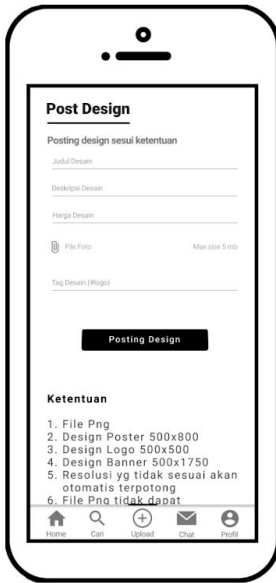 Post Design
Posting design sesui ketentuan
Judul Desain
Deskripsi Desain
Harga Desain
File Foto Max size 5 mb
Tag Desain (#logo)
Posting Design
Ketentuan
1. File Png
2. Design Poster 500x800
3. Design Logo 500x500
4. Design Banner 500x1750
5. Resolusi yg tidak sesuai akan
otomatis terpotong
6. File Png tidak dapat
Home Cari Upload Chat Profil